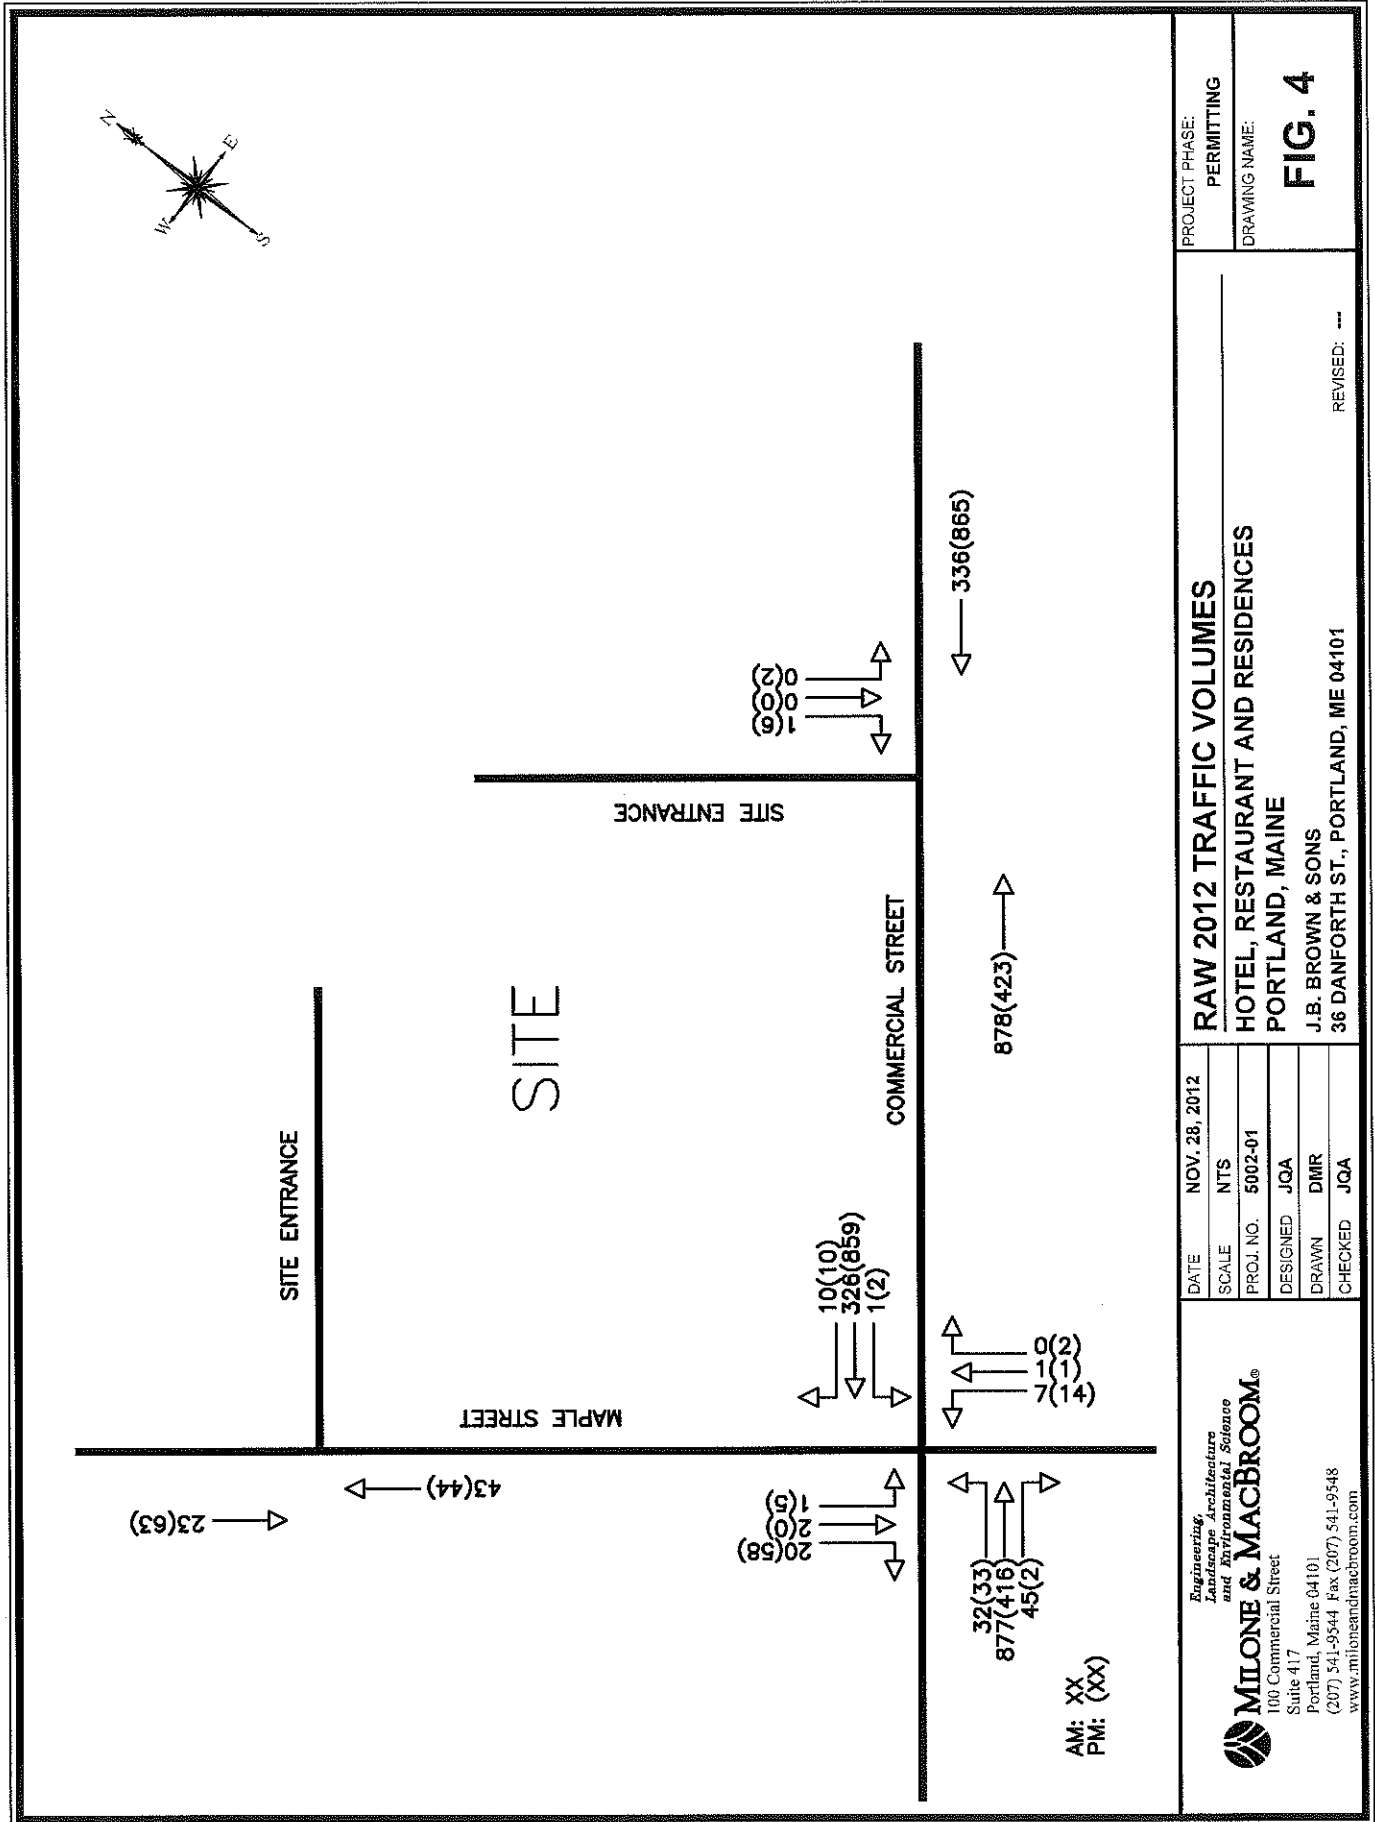 N
E
W
S
SITE ENTRANCE
23(63)
43(44)
MAPLE STREET
SITE
SITE ENTRANCE
1(6)
0(0)
0(2)
20(58)
2(0)
1(5)
10(10)
326(859)
1(2)
COMMERCIAL STREET
336(865)
878(423)
32(33)
877(416)
45(2)
7(14)
1(1)
0(2)
AM: XX
PM: (XX)
Engineering,
Landscape Architecture
and Environmental Science
MILONE & MACBROOM®
100 Commercial Street
Suite 417
Portland, Maine 04101
(207) 541-9544 Fax (207) 541-9548
www.miloneandmacbroom.com
DATE NOV. 28, 2012
SCALE NTS
PROJ. NO. 5002-01
DESIGNED JQA
DRAWN DMR
CHECKED JQA
RAW 2012 TRAFFIC VOLUMES
HOTEL, RESTAURANT AND RESIDENCES
PORTLAND, MAINE
J.B. BROWN & SONS
36 DANFORTH ST., PORTLAND, ME 04101
REVISED: ---
PROJECT PHASE:
PERMITTING
DRAWING NAME:
FIG. 4